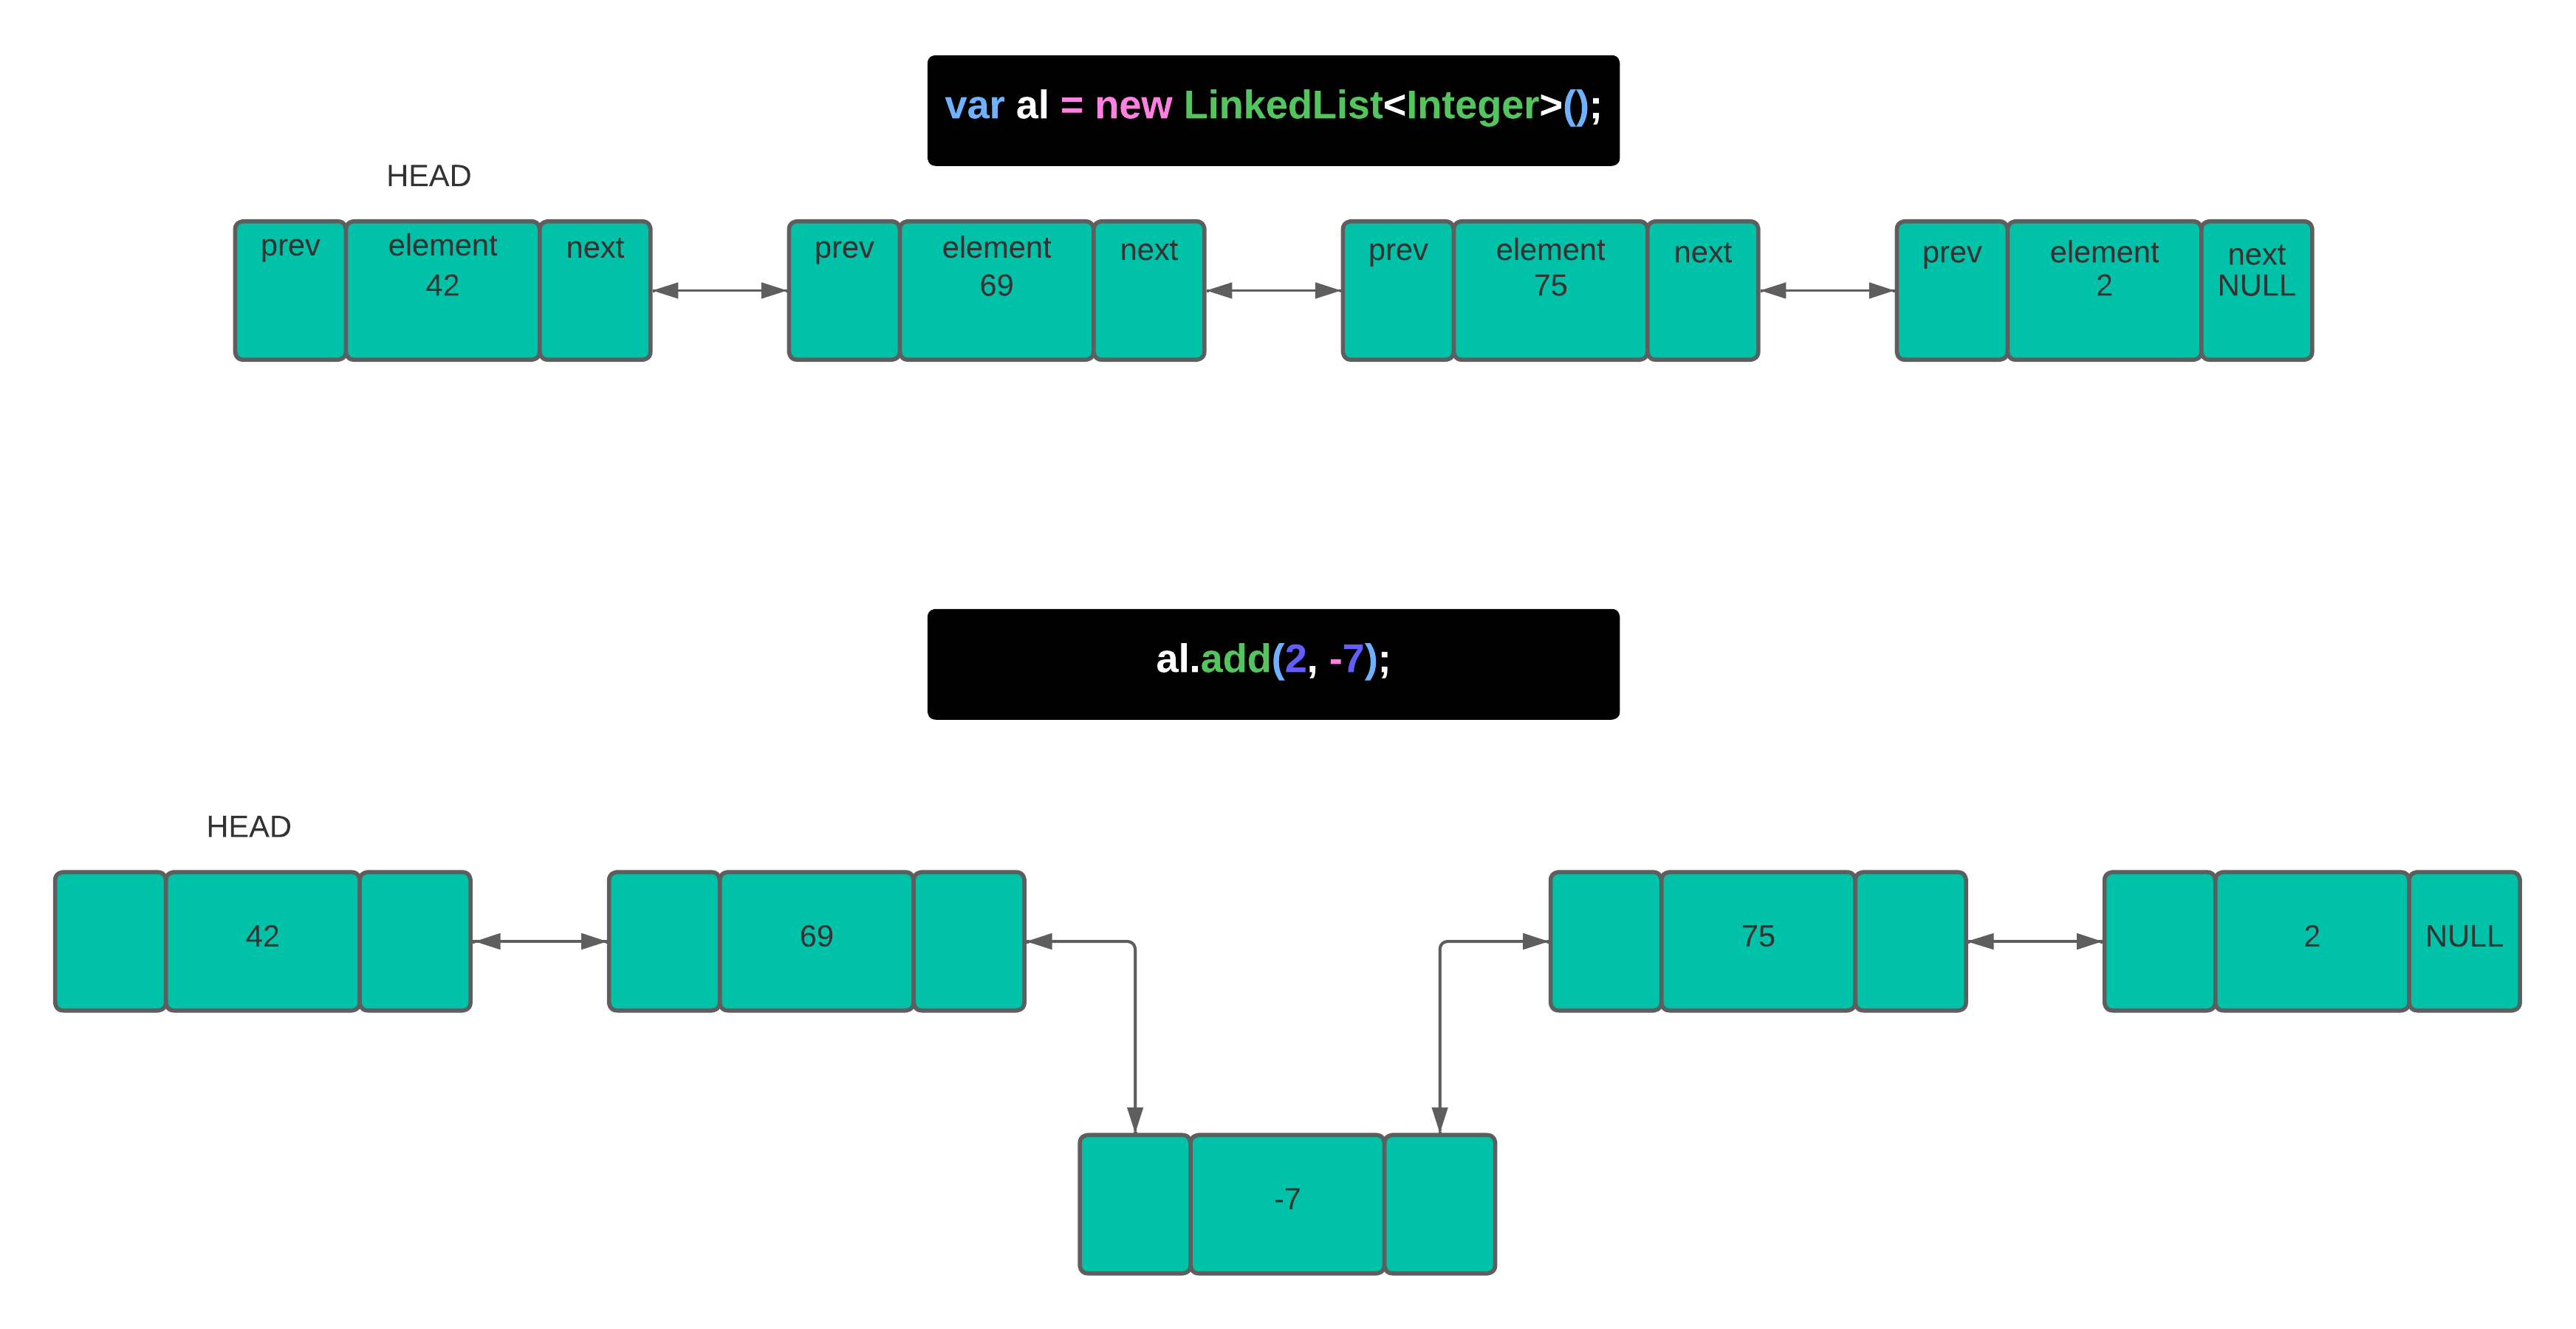 var al = new LinkedList<Integer>();
HEAD
prev element next prev element next prev element next prev element next
42 69 75 2 NULL
al.add(2, -7);
HEAD
42 69 75 2 NULL
-7